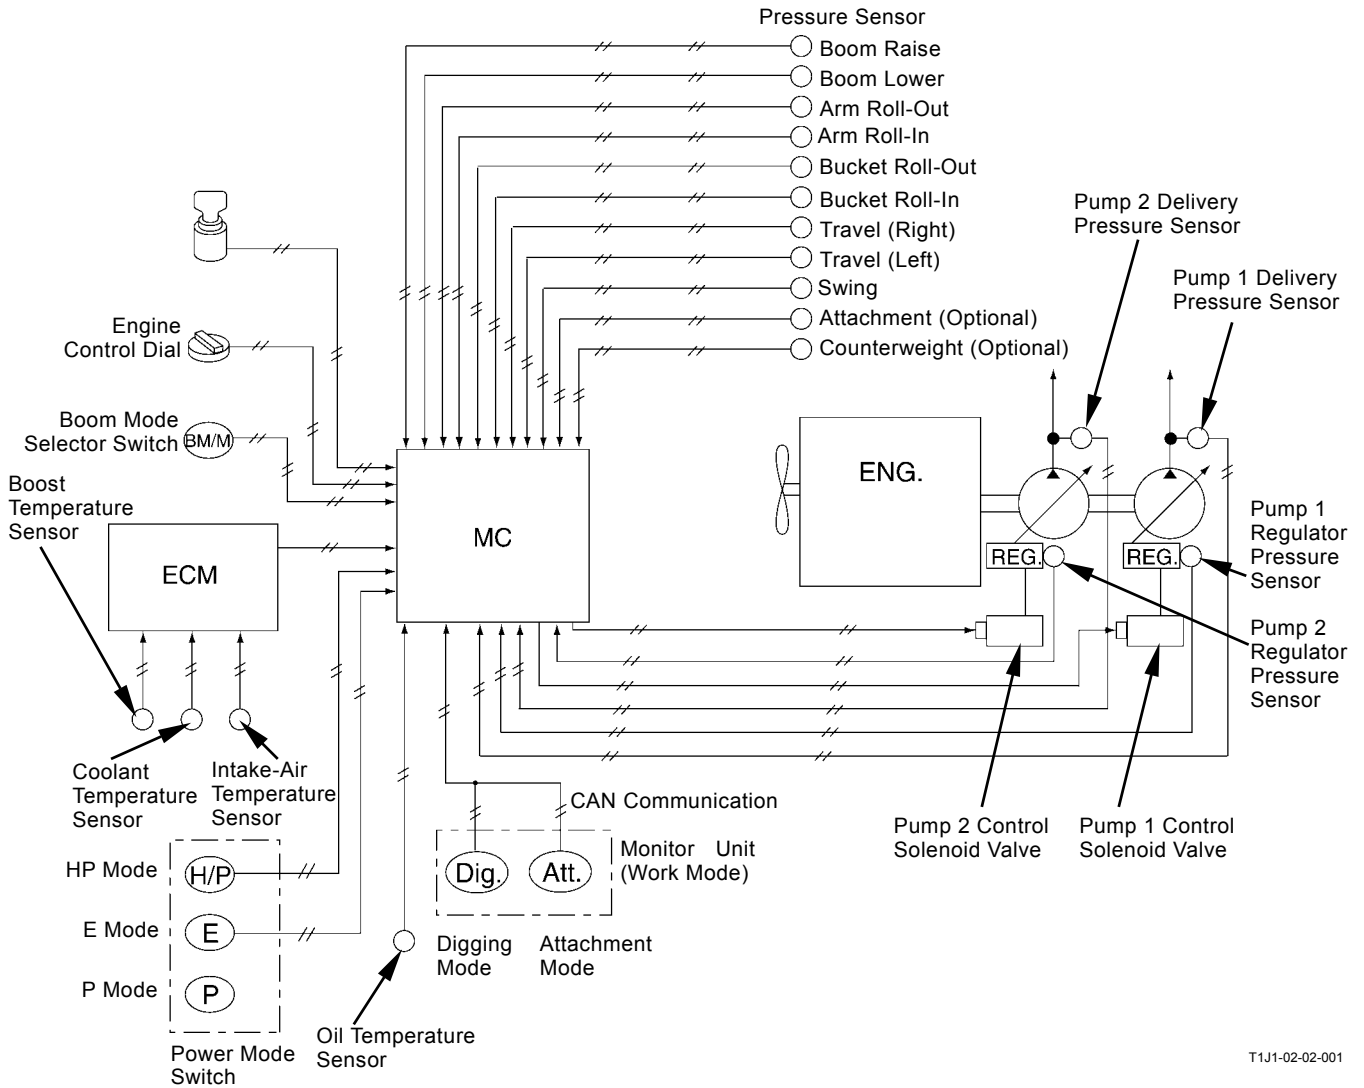 Pressure Sensor
Boom Raise
Boom Lower
Arm Roll-Out
Arm Roll-In
Bucket Roll-Out
Bucket Roll-In
Travel (Right)
Travel (Left)
Swing
Attachment (Optional)
Counterweight (Optional)
Pump 2 Delivery
Pressure Sensor
Pump 1 Delivery
Pressure Sensor
Engine
Control Dial
Boom Mode
Selector Switch
BM/M
Boost
Temperature
Sensor
ECM
MC
ENG.
REG.
REG.
Pump 1
Regulator
Pressure
Sensor
Pump 2
Regulator
Pressure
Sensor
Coolant
Temperature
Sensor
Intake-Air
Temperature
Sensor
CAN Communication
Monitor Unit
(Work Mode)
Dig.
Att.
Pump 2 Control
Solenoid Valve
Pump 1 Control
Solenoid Valve
HP Mode
H/P
E Mode
E
P Mode
P
Digging
Mode
Attachment
Mode
Oil Temperature
Sensor
Power Mode
Switch
T1J1-02-02-001